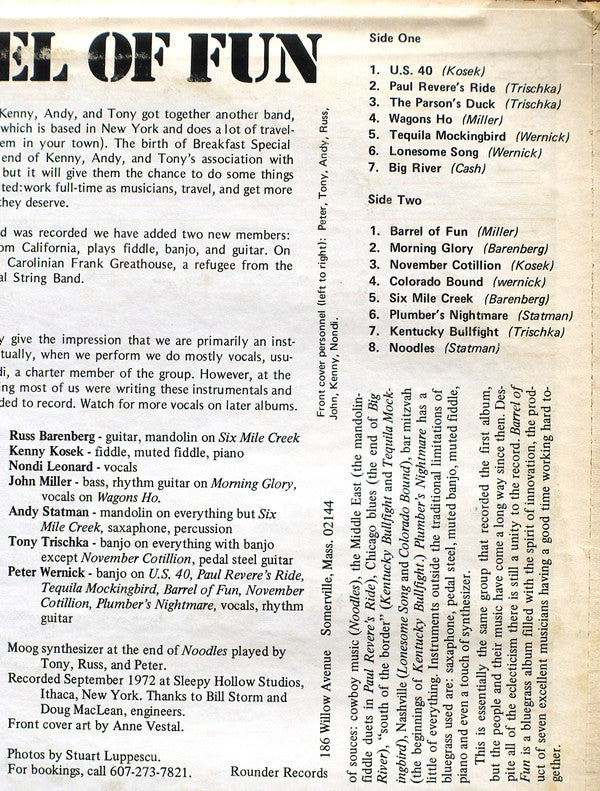 EL OF FUN
Kenny, Andy, and Tony got together another band,
which is based in New York and does a lot of travel-
em in your town). The birth of Breakfast Special
end of Kenny, Andy, and Tony's association with
but it will give them the chance to do some things
ted:work full-time as musicians, travel, and get more
they deserve.
d was recorded we have added two new members:
om California, plays fiddle, banjo, and guitar. On
Carolinian Frank Greathouse, a refugee from the
al String Band.
y give the impression that we are primarily an inst-
tually, when we perform we do mostly vocals, usu-
di, a charter member of the group. However, at the
ing most of us were writing these instrumentals and
ded to record. Watch for more vocals on later albums.
Russ Barenberg - guitar, mandolin on Six Mile Creek
Kenny Kosek - fiddle, muted fiddle, piano
Nondi Leonard - vocals
John Miller - bass, rhythm guitar on Morning Glory,
vocals on Wagons Ho.
Andy Statman - mandolin on everything but Six
Mile Creek, saxophone, percussion
Tony Trischka - banjo on everything with banjo
except November Cotillion, pedal steel guitar
Peter Wernick - banjo on U.S. 40, Paul Revere's Ride,
Tequila Mockingbird, Barrel of Fun, November
Cotillion, Plumber's Nightmare, vocals, rhythm
guitar
Moog synthesizer at the end of Noodles played by
Tony, Russ, and Peter.
Recorded September 1972 at Sleepy Hollow Studios,
Ithaca, New York. Thanks to Bill Storm and
Doug MacLean, engineers.
Front cover art by Anne Vestal.
Photos by Stuart Luppescu.
For bookings, call 607-273-7821.
Rounder Records
186 Willow Avenue Somerville, Mass. 02144
Front cover personnel (left to right): Peter, Tony, Andy, Russ,
John, Kenny, Nondi.
Side One
1. U.S. 40 (Kosek)
2. Paul Revere's Ride (Trischka)
3. The Parson's Duck (Trischka)
4. Wagons Ho (Miller)
5. Tequila Mockingbird (Wernick)
6. Lonesome Song (Wernick)
7. Big River (Cash)
Side Two
1. Barrel of Fun (Miller)
2. Morning Glory (Barenberg)
3. November Cotillion (Kosek)
4. Colorado Bound (wernick)
5. Six Mile Creek (Barenberg)
6. Plumber's Nightmare (Statman)
7. Kentucky Bullfight (Trischka)
8. Noodles (Statman)
of souces: cowboy music (Noodles), the Middle East (the mandolin-
fiddle duets in Paul Revere's Ride), Chicago blues (the end of Big
River), "south of the border" (Kentucky Bullfight and Tequila Mock-
ingbird), Nashville (Lonesome Song and Colorado Bound), bar mitzvah
(the beginnings of Kentucky Bullfight.) Plumber's Nightmare has a
little of everything. Instruments outside the traditional limitations of
bluegrass used are: saxaphone, pedal steel, muted banjo, muted fiddle,
piano and even a touch of synthesizer.
This is essentially the same group that recorded the first album,
but the people and their music have come a long way since then. Des-
pite all of the eclecticism there is still a unity to the record. Barrel of
Fun is a bluegrass album filled with the spirit of innovation, the prod-
uct of seven excellent musicians having a good time working hard to-
gether.